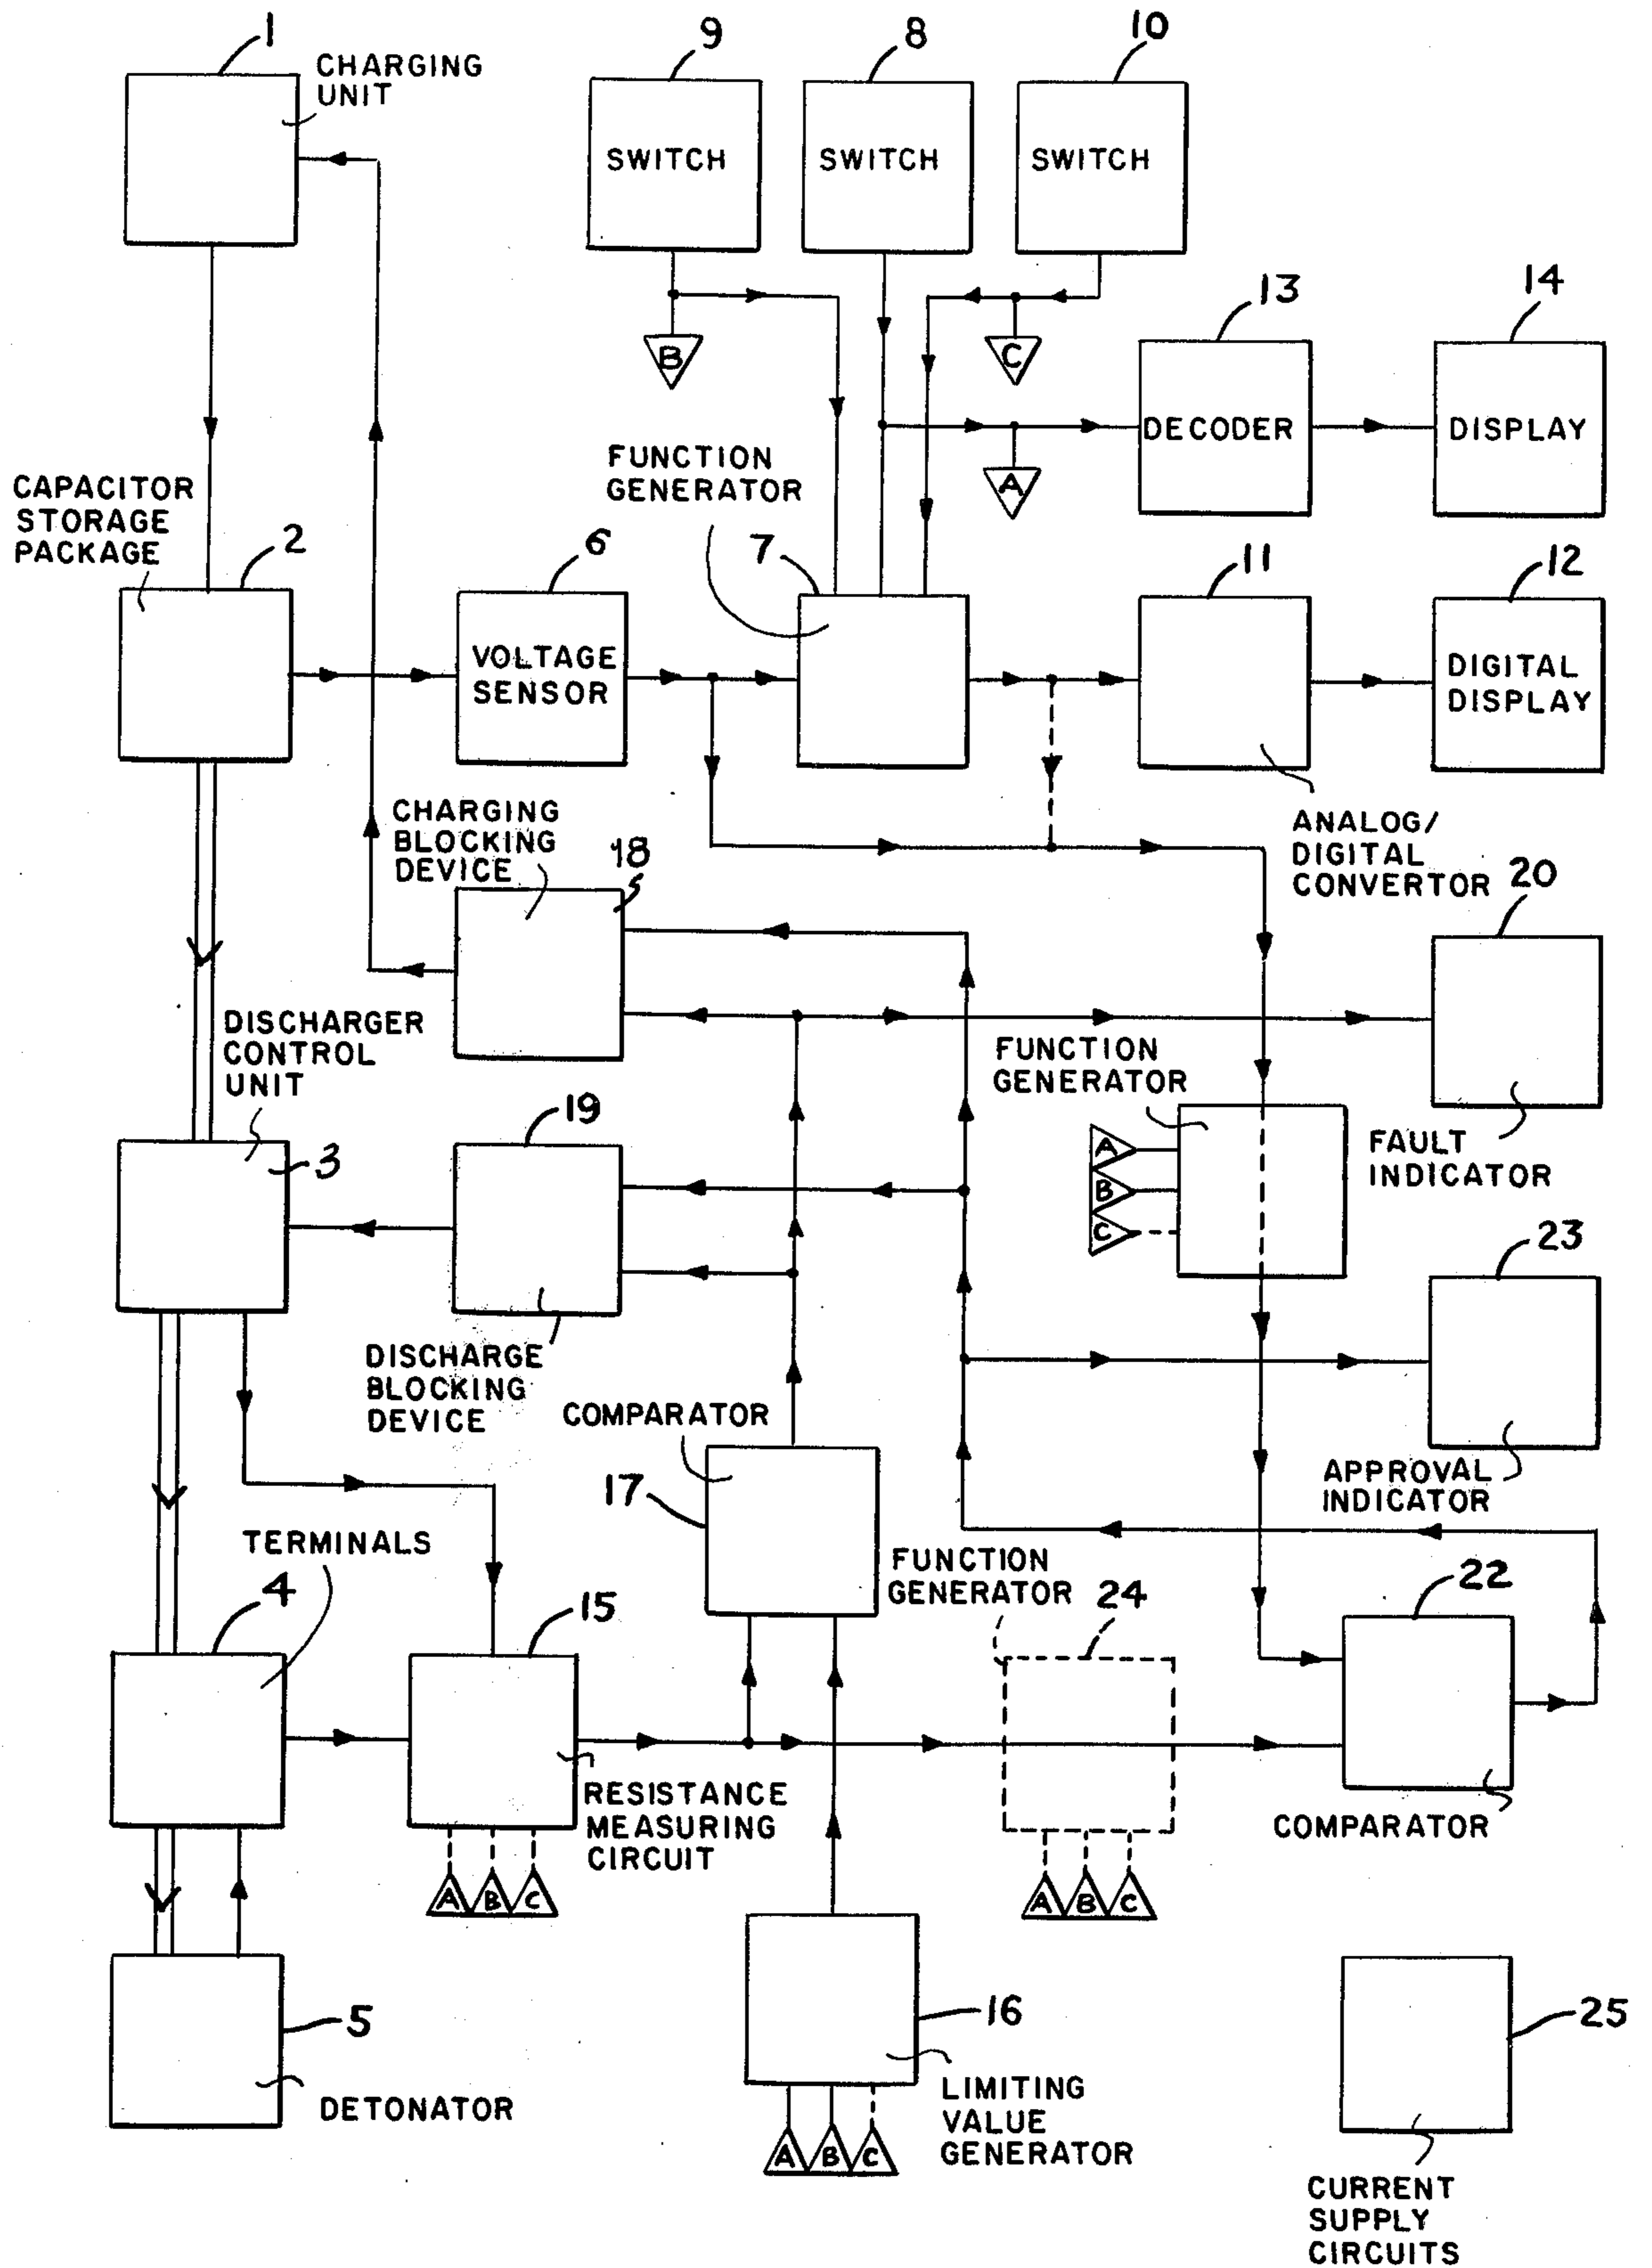 1
CHARGING
UNIT
9
SWITCH
8
SWITCH
10
SWITCH
B
C
A
13
DECODER
14
DISPLAY
CAPACITOR
STORAGE
PACKAGE
2
6
VOLTAGE
SENSOR
FUNCTION
GENERATOR
7
11
12
DIGITAL
DISPLAY
ANALOG/
DIGITAL
CONVERTOR
CHARGING
BLOCKING
DEVICE
18
20
FAULT
INDICATOR
DISCHARGER
CONTROL
UNIT
3
19
DISCHARGE
BLOCKING
DEVICE
FUNCTION
GENERATOR
A
B
C
23
APPROVAL
INDICATOR
COMPARATOR
17
TERMINALS
4
15
RESISTANCE
MEASURING
CIRCUIT
A B C
FUNCTION
GENERATOR
24
A B C
22
COMPARATOR
5
DETONATOR
16
LIMITING
VALUE
GENERATOR
A B C
25
CURRENT
SUPPLY
CIRCUITS